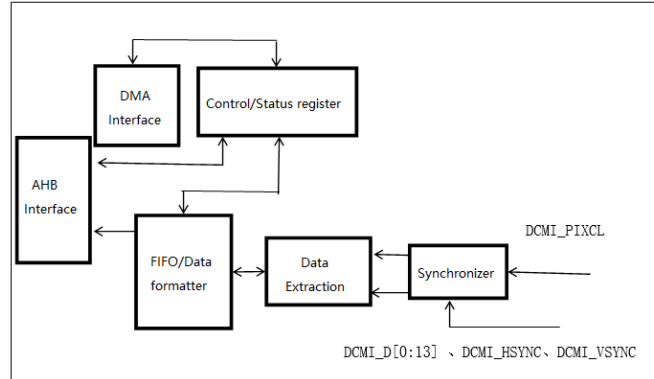 DMA
Interface
Control/Status register
AHB
Interface
FIFO/Data
formatter
Data
Extraction
Synchronizer
DCMI_PIXCL
DCMI_D[0:13] 、DCMI_HSYNC、DCMI_VSYNC